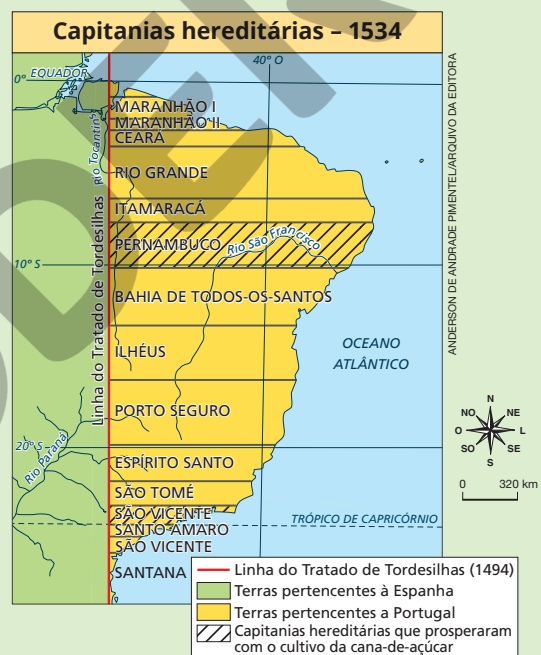 Capitanias hereditárias – 1534
40° O
EQUADOR
0°
MARANHÃO I
MARANHÃO II
CEARÁ
Rio Tocantins
RIO GRANDE
ITAMARACÁ
PERNAMBUCO
Rio São Francisco
10° S
BAHIA DE TODOS-OS-SANTOS
Linha do Tratado de Tordesilhas
ILHÉUS
OCEANO
ATLÂNTICO
PORTO SEGURO
20° S
Rio Paraná
ESPÍRITO SANTO
SÃO TOMÉ
SÃO VICENTE
SANTO AMARO
TRÓPICO DE CAPRICÓRNIO
SÃO VICENTE
SANTANA
ANDERSON DE ANDRADE PIMENTEL/ARQUIVO DA EDITORA
N
NO NE
O L
SO SE
S
0 320 km
Linha do Tratado de Tordesilhas (1494)
Terras pertencentes à Espanha
Terras pertencentes a Portugal
Capitanias hereditárias que prosperaram
com o cultivo da cana-de-açúcar